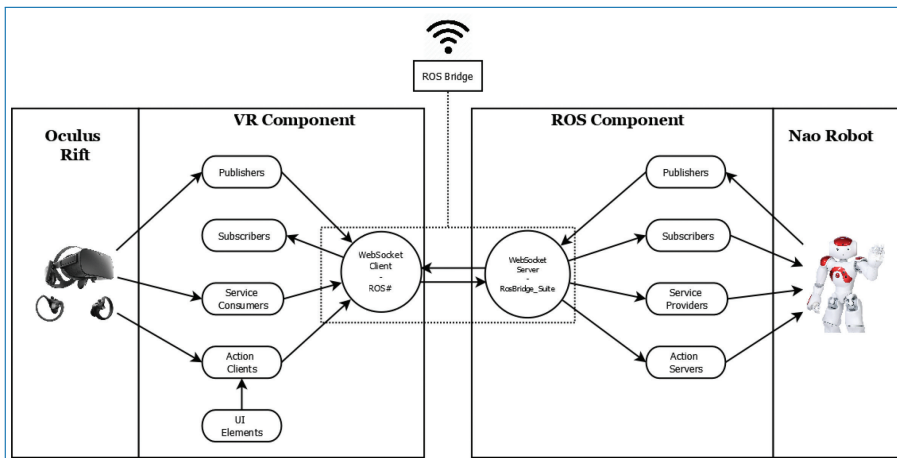 ROS Bridge
Oculus
Rift
VR Component
Publishers
Subscribers
Service
Consumers
Action
Clients
UI
Elements
WebSocket
Client
-
ROS#
ROS Component
WebSocket
Server
-
RosBridge_Suite
Publishers
Subscribers
Service
Providers
Action
Servers
Nao Robot